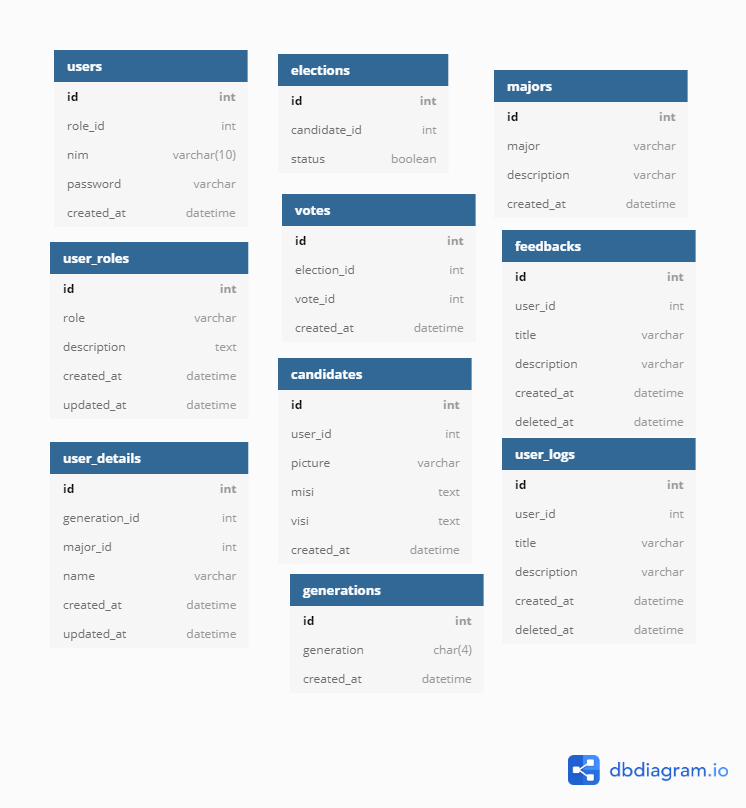 users
id int
role_id int
nim varchar(10)
password varchar
created_at datetime
user_roles
id int
role varchar
description text
created_at datetime
updated_at datetime
user_details
id int
generation_id int
major_id int
name varchar
created_at datetime
updated_at datetime
elections
id int
candidate_id int
status boolean
votes
id int
election_id int
vote_id int
created_at datetime
candidates
id int
user_id int
picture varchar
misi text
visi text
created_at datetime
generations
id int
generation char(4)
created_at datetime
majors
id int
major varchar
description varchar
created_at datetime
feedbacks
id int
user_id int
title varchar
description varchar
created_at datetime
deleted_at datetime
user_logs
id int
user_id int
title varchar
description varchar
created_at datetime
deleted_at datetime
dbdiagram.io